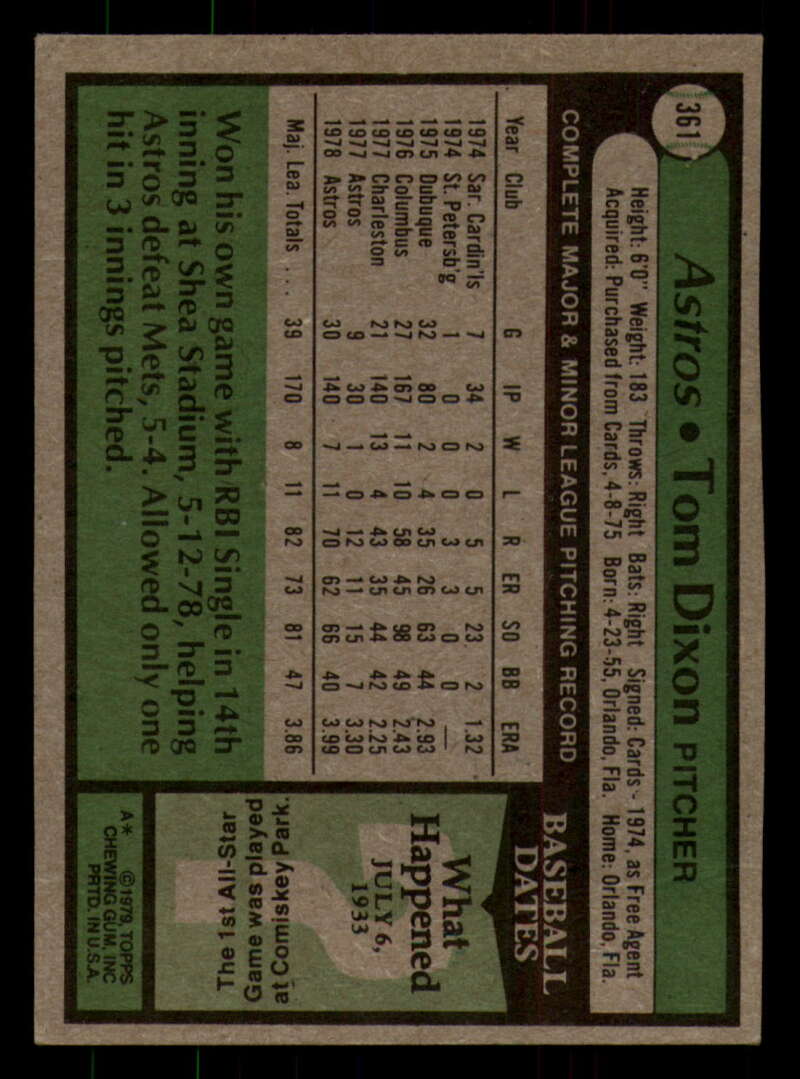 361
Astros • Tom Dixon PITCHER
Height: 6'0" Weight: 183 Throws: Right Bats: Right Signed: Cards - 1974, as Free Agent
Acquired: Purchased from Cards, 4-8-75 Born: 4-23-55, Orlando, Fla. Home: Orlando, Fla.
COMPLETE MAJOR & MINOR LEAGUE PITCHING RECORD
Year Club G IP W L R ER SO BB ERA
1974 Sar. Cardin'ls 7 34 2 0 5 5 23 2 1.32
1974 St. Petersb'g 1 0 0 0 3 3 0 0 —
1975 Dubuque 32 80 2 4 35 26 63 44 2.93
1976 Columbus 27 167 11 10 58 45 98 49 2.43
1977 Charleston 21 140 13 4 43 35 44 42 2.25
1977 Astros 9 30 1 0 12 11 15 7 3.30
1978 Astros 30 140 7 11 70 62 66 40 3.99
Maj. Lea. Totals . . . 39 170 8 11 82 73 81 47 3.86
Won his own game with RBI Single in 14th
inning at Shea Stadium, 5-12-78, helping
Astros defeat Mets, 5-4. Allowed only one
hit in 3 innings pitched.
BASEBALL
DATES
What
Happened
JULY 6,
1933
The 1st All-Star
Game was played
at Comiskey Park.
A* ©1979, TOPPS
CHEWING GUM, INC
PRTD. IN U.S.A.